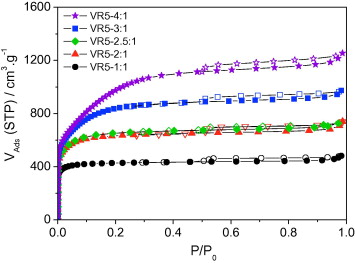 VR5-4:1
VR5-3:1
VR5-2.5:1
VR5-2:1
VR5-1:1
V_Ads (STP) / cm³.g⁻¹
1200
800
400
0
0.0 0.2 0.4 0.6 0.8 1.0
P/P₀